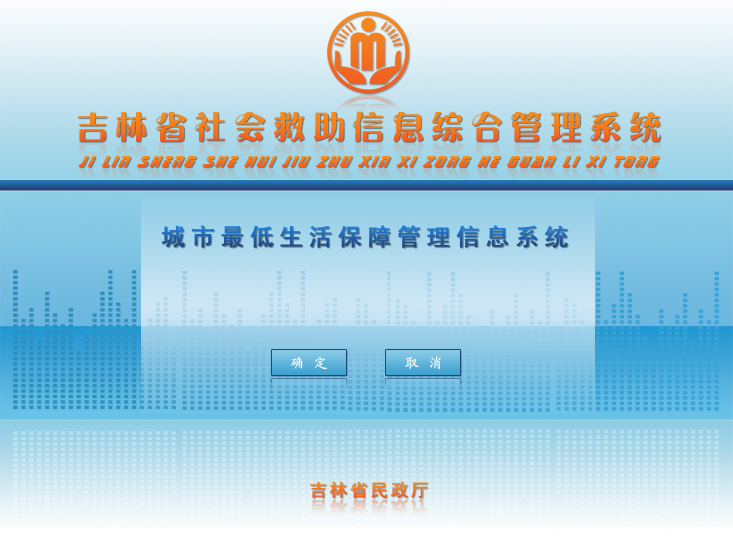 吉林省社会救助信息综合管理系统
JI LIN SHENG SHE HUI JIU ZHU XIN XI ZONG HE GUAN LI XI TONG
城市最低生活保障管理信息系统
确 定
取 消
吉林省民政厅